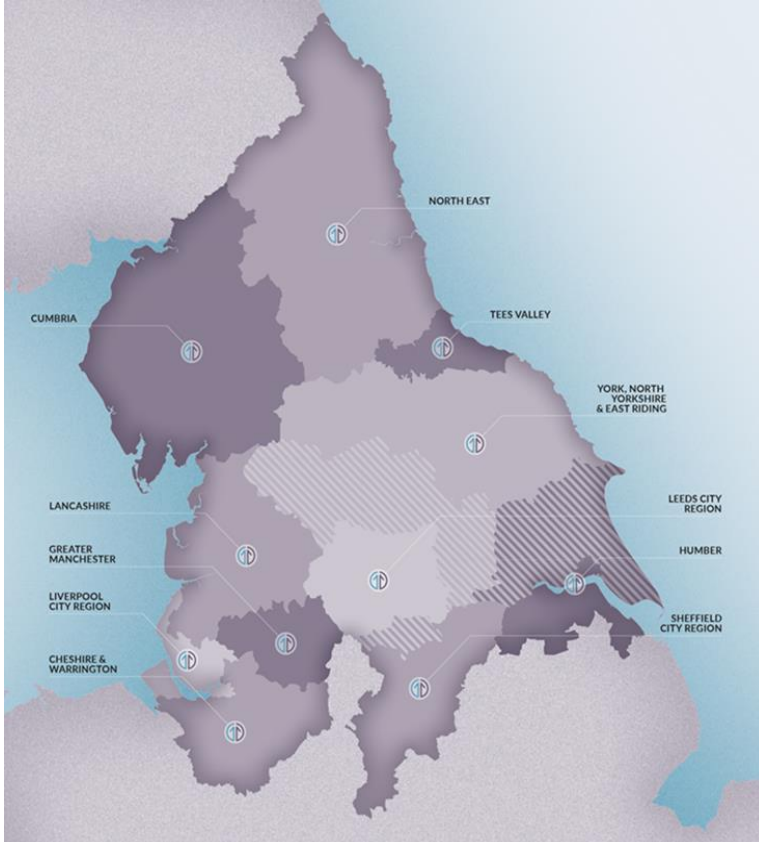 NORTH EAST
CUMBRIA
TEES VALLEY
YORK, NORTH
YORKSHIRE
& EAST RIDING
LANCASHIRE
LEEDS CITY
REGION
GREATER
MANCHESTER
HUMBER
LIVERPOOL
CITY REGION
SHEFFIELD
CITY REGION
CHESHIRE &
WARRINGTON